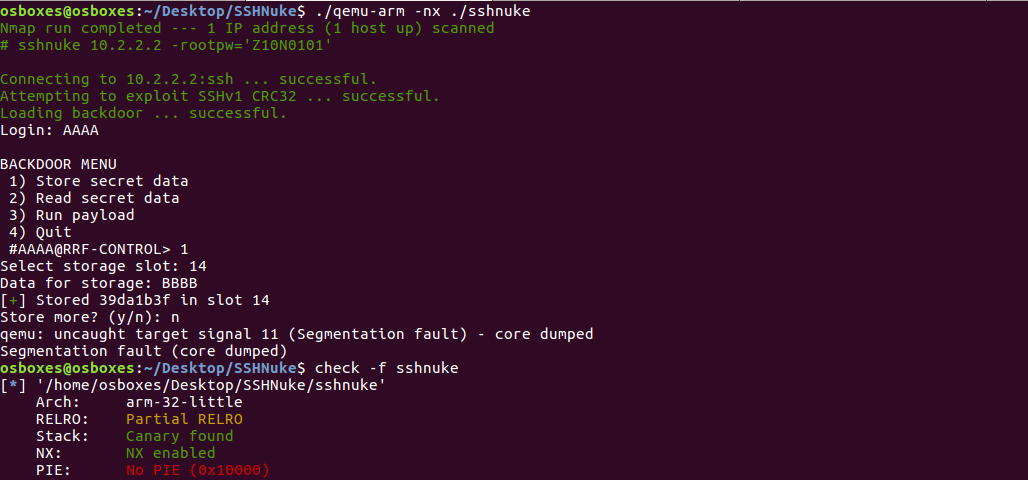 osboxes@osboxes:~/Desktop/SSHNuke$ ./qemu-arm -nx ./sshnuke
Nmap run completed --- 1 IP address (1 host up) scanned
# sshnuke 10.2.2.2 -rootpw='Z10N0101'
Connecting to 10.2.2.2:ssh ... successful.
Attempting to exploit SSHv1 CRC32 ... successful.
Loading backdoor ... successful.
Login: AAAA
BACKDOOR MENU
1) Store secret data
2) Read secret data
3) Run payload
4) Quit
#AAAA@RRF-CONTROL> 1
Select storage slot: 14
Data for storage: BBBB
[+] Stored 39da1b3f in slot 14
Store more? (y/n): n
qemu: uncaught target signal 11 (Segmentation fault) - core dumped
Segmentation fault (core dumped)
osboxes@osboxes:~/Desktop/SSHNuke$ check -f sshnuke
[*] '/home/osboxes/Desktop/SSHNuke/sshnuke'
Arch: arm-32-little
RELRO: Partial RELRO
Stack: Canary found
NX: NX enabled
PIE: No PIE (0x10000)